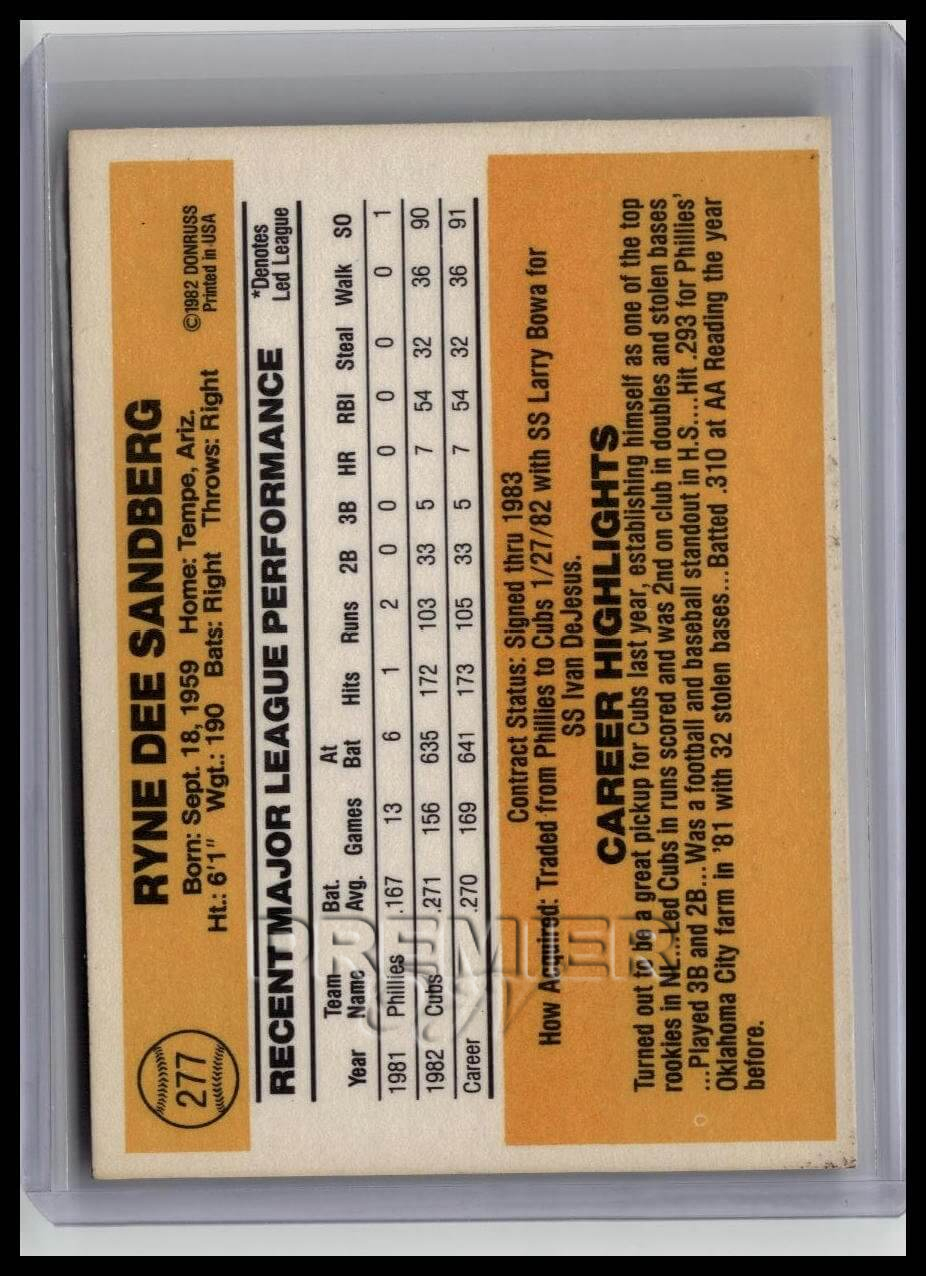 277
RYNE DEE SANDBERG
Born: Sept. 18, 1959 Home: Tempe, Ariz.
Ht.: 6'1" Wgt.: 190 Bats: Right Throws: Right
©1982 DONRUSS
Printed in USA
RECENT MAJOR LEAGUE PERFORMANCE
*Denotes
Led League
Year Team Name Bat. Avg. Games At Bat Hits Runs 2B 3B HR RBI Steal Walk SO
1981 Phillies .167 13 6 1 2 0 0 0 0 0 0 1
1982 Cubs .271 156 635 172 103 33 5 7 54 32 36 90
Career .270 169 641 173 105 33 5 7 54 32 36 91
Contract Status: Signed thru 1983
How Acquired: Traded from Phillies to Cubs 1/27/82 with SS Larry Bowa for
SS Ivan DeJesus.
CAREER HIGHLIGHTS
Turned out to be a great pickup for Cubs last year, establishing himself as one of the top
rookies in NL...Led Cubs in runs scored and was 2nd on club in doubles and stolen bases
...Played 3B and 2B...Was a football and baseball standout in H.S....Hit .293 for Phillies'
Oklahoma City farm in '81 with 32 stolen bases...Batted .310 at AA Reading the year
before.
PREMIER